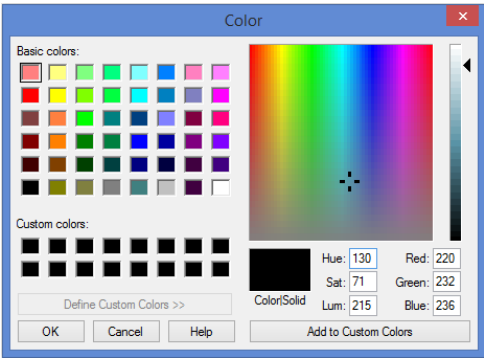 Color
Basic colors:
Custom colors:
Define Custom Colors >>
OK Cancel Help
Color|Solid
Hue: 130 Red: 220
Sat: 71 Green: 232
Lum: 215 Blue: 236
Add to Custom Colors